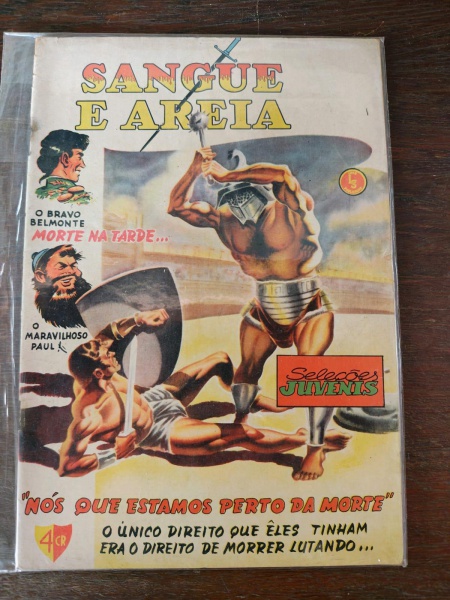 SANGUE
E AREIA
5
O BRAVO
BELMONTE
MORTE NA TARDE...
O
MARAVILHOSO
PAUL
Seleções
JUVENIS
"NÓS QUE ESTAMOS PERTO DA MORTE"
4 CR
O ÚNICO DIREITO QUE ÊLES TINHAM
ERA O DIREITO DE MORRER LUTANDO...